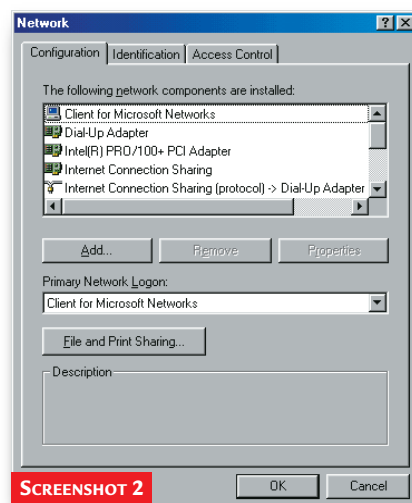 Network
Configuration Identification Access Control
The following network components are installed:
Client for Microsoft Networks
Dial-Up Adapter
Intel(R) PRO/100+ PCI Adapter
Internet Connection Sharing
Internet Connection Sharing (protocol) -> Dial-Up Adapter
Add... Remove Properties
Primary Network Logon:
Client for Microsoft Networks
File and Print Sharing...
Description
SCREENSHOT 2
OK Cancel